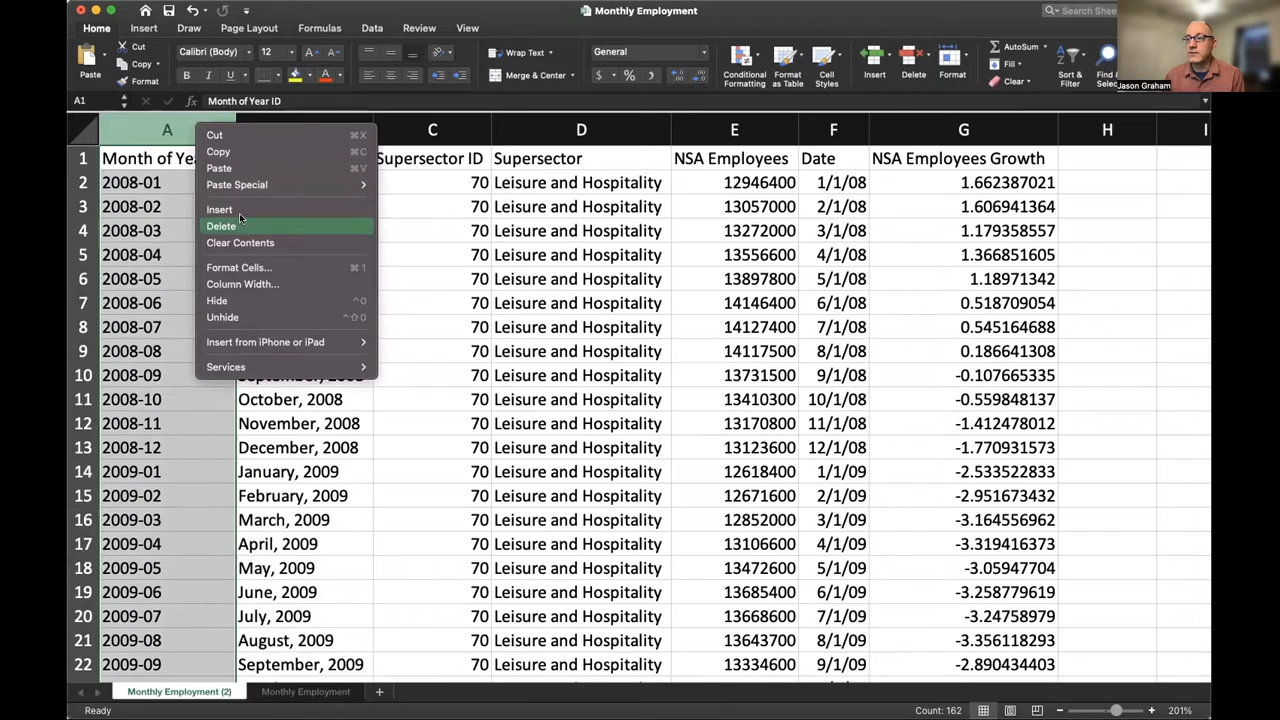 Monthly Employment
Search Shee
Home Insert Draw Page Layout Formulas Data Review View
Paste
Cut
Copy
Format
Calibri (Body) 12
B I U
Wrap Text
Merge & Center
General
$ %
Conditional Formatting
Format as Table
Cell Styles
Insert
Delete
Format
AutoSum
Fill
Clear
Sort & Filter
Find &
Jason Graham
A1 fx Month of Year ID
A C D E F G H I
1 Month of Yea Supersector ID Supersector NSA Employees Date NSA Employees Growth
2 2008-01 70 Leisure and Hospitality 12946400 1/1/08 1.662387021
3 2008-02 70 Leisure and Hospitality 13057000 2/1/08 1.606941364
4 2008-03 70 Leisure and Hospitality 13272000 3/1/08 1.179358557
5 2008-04 70 Leisure and Hospitality 13556600 4/1/08 1.366851605
6 2008-05 70 Leisure and Hospitality 13897800 5/1/08 1.18971342
7 2008-06 70 Leisure and Hospitality 14146400 6/1/08 0.518709054
8 2008-07 70 Leisure and Hospitality 14127400 7/1/08 0.545164688
9 2008-08 70 Leisure and Hospitality 14117500 8/1/08 0.186641308
10 2008-09 70 Leisure and Hospitality 13731500 9/1/08 -0.107665335
11 2008-10 October, 2008 70 Leisure and Hospitality 13410300 10/1/08 -0.559848137
12 2008-11 November, 2008 70 Leisure and Hospitality 13170800 11/1/08 -1.412478012
13 2008-12 December, 2008 70 Leisure and Hospitality 13123600 12/1/08 -1.770931573
14 2009-01 January, 2009 70 Leisure and Hospitality 12618400 1/1/09 -2.533522833
15 2009-02 February, 2009 70 Leisure and Hospitality 12671600 2/1/09 -2.951673432
16 2009-03 March, 2009 70 Leisure and Hospitality 12852000 3/1/09 -3.164556962
17 2009-04 April, 2009 70 Leisure and Hospitality 13106600 4/1/09 -3.319416373
18 2009-05 May, 2009 70 Leisure and Hospitality 13472600 5/1/09 -3.05947704
19 2009-06 June, 2009 70 Leisure and Hospitality 13685400 6/1/09 -3.258779619
20 2009-07 July, 2009 70 Leisure and Hospitality 13668600 7/1/09 -3.24758979
21 2009-08 August, 2009 70 Leisure and Hospitality 13643700 8/1/09 -3.356118293
22 2009-09 September, 2009 70 Leisure and Hospitality 13334600 9/1/09 -2.890434403
Cut ⌘X
Copy ⌘C
Paste ⌘V
Paste Special
Insert
Delete
Clear Contents
Format Cells... ⌘1
Column Width...
Hide ^0
Unhide ^⇧0
Insert from iPhone or iPad
Services
Monthly Employment (2) Monthly Employment +
Ready Count: 162 201%